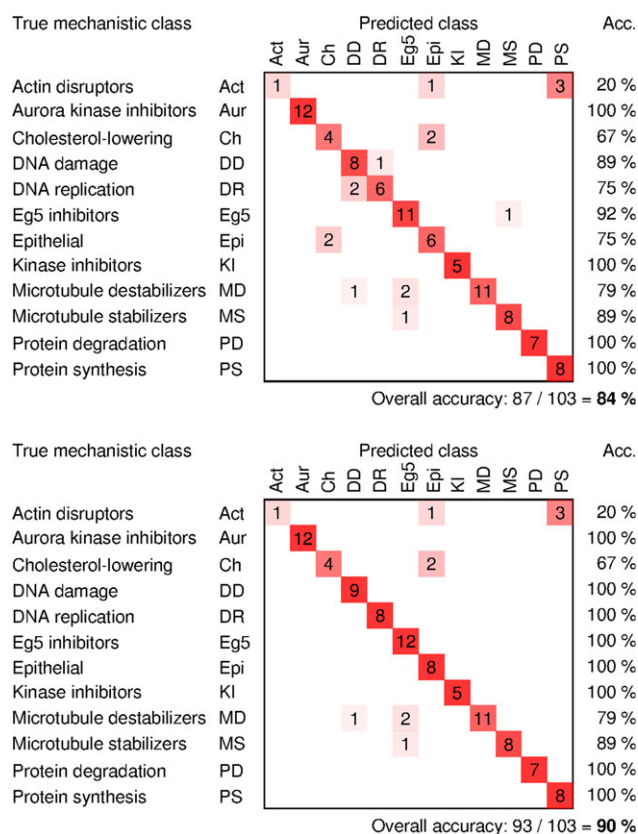 True mechanistic class Predicted class Acc.
Act Aur Ch DD DR Eg5 Epi KI MD MS PD PS
Actin disruptors Act 1 1 3 20 %
Aurora kinase inhibitors Aur 12 100 %
Cholesterol-lowering Ch 4 2 67 %
DNA damage DD 8 1 89 %
DNA replication DR 2 6 75 %
Eg5 inhibitors Eg5 11 1 92 %
Epithelial Epi 2 6 75 %
Kinase inhibitors KI 5 100 %
Microtubule destabilizers MD 1 2 11 79 %
Microtubule stabilizers MS 1 8 89 %
Protein degradation PD 7 100 %
Protein synthesis PS 8 100 %
Overall accuracy: 87 / 103 = 84 %
True mechanistic class Predicted class Acc.
Act Aur Ch DD DR Eg5 Epi KI MD MS PD PS
Actin disruptors Act 1 1 3 20 %
Aurora kinase inhibitors Aur 12 100 %
Cholesterol-lowering Ch 4 2 67 %
DNA damage DD 9 100 %
DNA replication DR 8 100 %
Eg5 inhibitors Eg5 12 100 %
Epithelial Epi 8 100 %
Kinase inhibitors KI 5 100 %
Microtubule destabilizers MD 1 2 11 79 %
Microtubule stabilizers MS 1 8 89 %
Protein degradation PD 7 100 %
Protein synthesis PS 8 100 %
Overall accuracy: 93 / 103 = 90 %